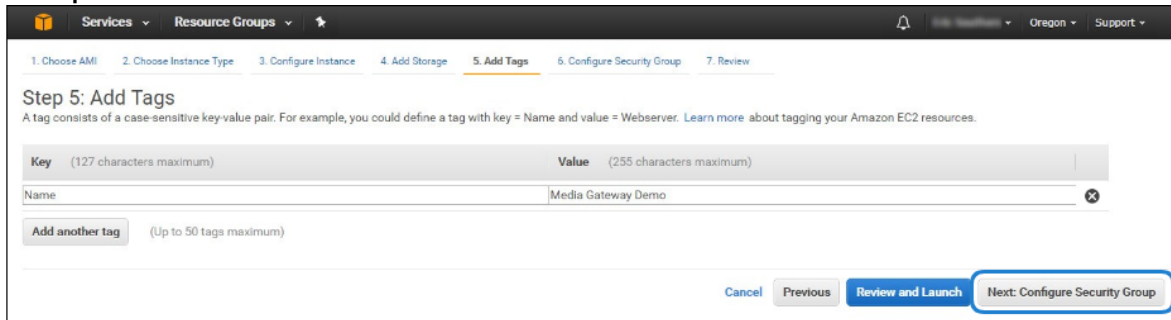 Services Resource Groups Oregon Support
1. Choose AMI 2. Choose Instance Type 3. Configure Instance 4. Add Storage 5. Add Tags 6. Configure Security Group 7. Review
Step 5: Add Tags
A tag consists of a case-sensitive key-value pair. For example, you could define a tag with key = Name and value = Webserver. Learn more about tagging your Amazon EC2 resources.
Key (127 characters maximum) Value (255 characters maximum)
Name Media Gateway Demo
Add another tag (Up to 50 tags maximum)
Cancel Previous Review and Launch Next: Configure Security Group